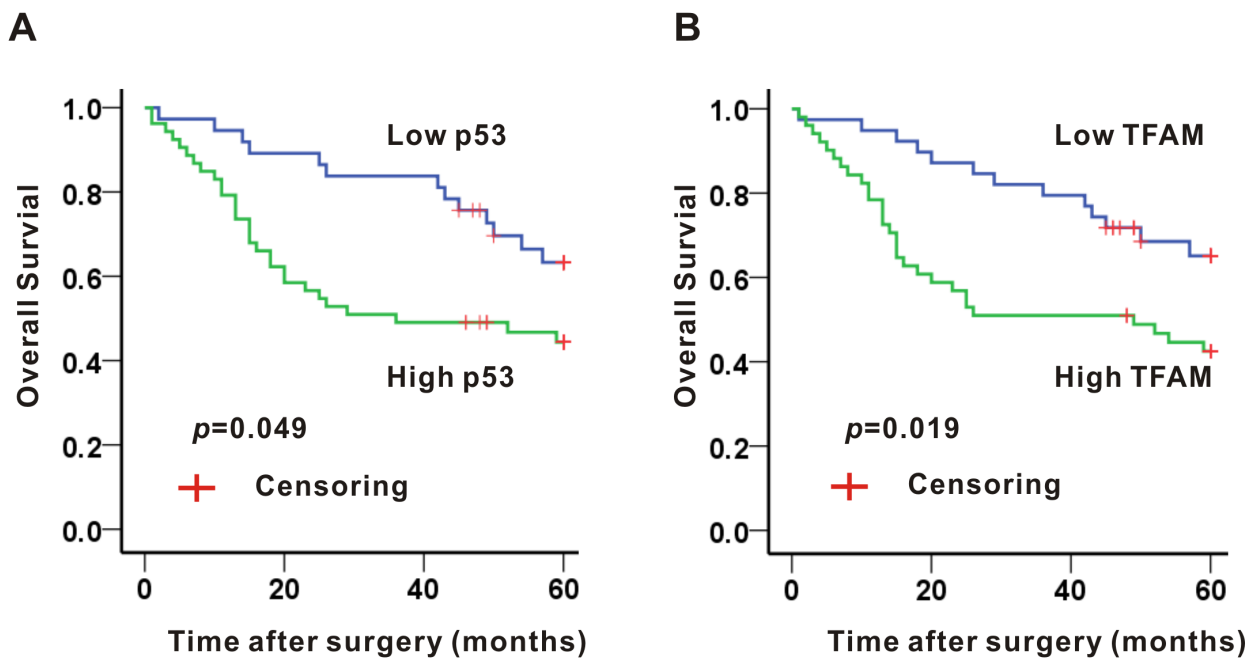 A
Overall Survival
1.0
0.8
0.6
0.4
0.2
0.0
Low p53
High p53
p=0.049
Censoring
0 20 40 60
Time after surgery (months)
B
Overall Survival
1.0
0.8
0.6
0.4
0.2
0.0
Low TFAM
High TFAM
p=0.019
Censoring
0 20 40 60
Time after surgery (months)